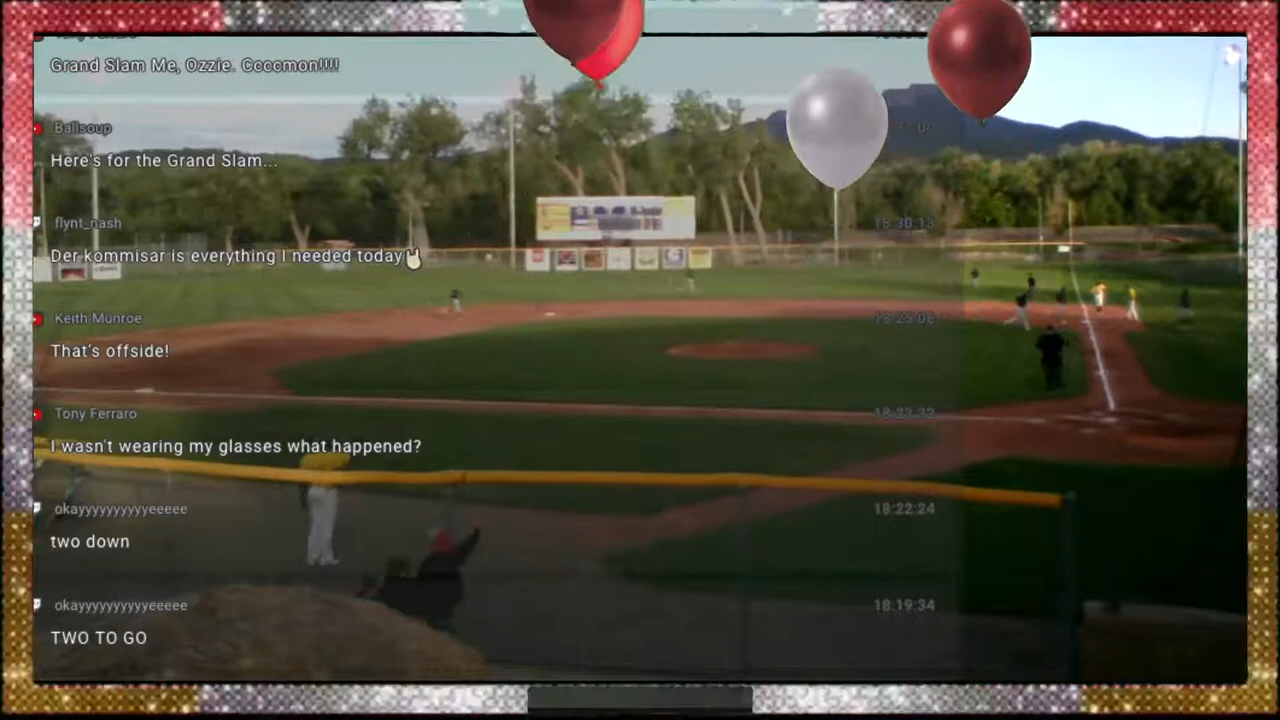 Grand Slam Me, Ozzie. Ccccmon!!!!
Ballsoup
Here's for the Grand Slam...
flynt_nash 18:30:13
Der kommisar is everything I needed today🤘
Keith Munroe 18:25:06
That's offside!
Tony Ferraro 18:23:32
I wasn't wearing my glasses what happened?
okayyyyyyyyyyeeeee 18:22:24
two down
okayyyyyyyyyyeeeee 18:19:34
TWO TO GO